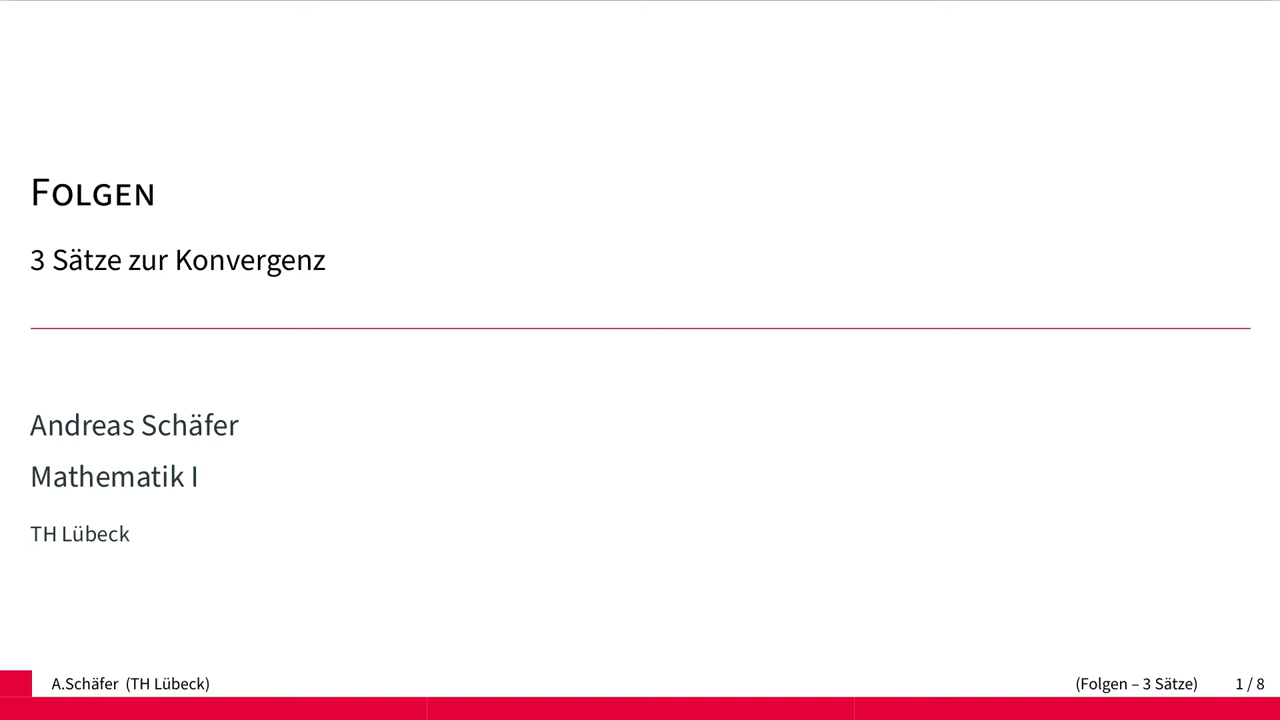 Folgen
3 Sätze zur Konvergenz
Andreas Schäfer
Mathematik I
TH Lübeck
A.Schäfer (TH Lübeck)
(Folgen – 3 Sätze)
1 / 8